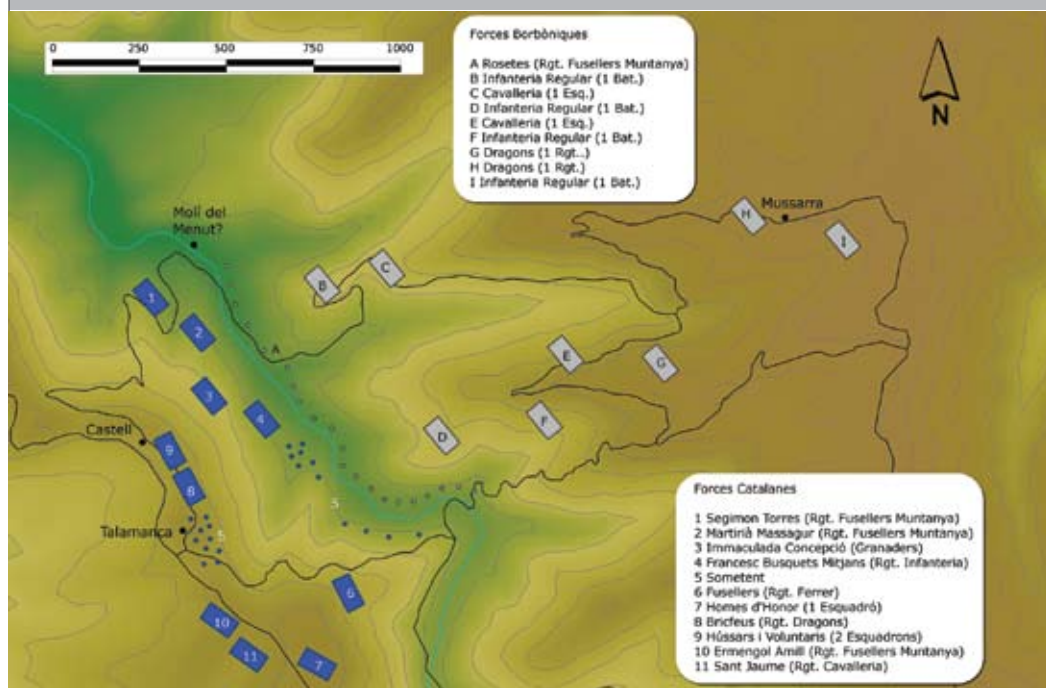 0 250 500 750 1000
Forces Borbòniques
A Rosetes (Rgt. Fusellers Muntanya)
B Infanteria Regular (1 Bat.)
C Cavalleria (1 Esq.)
D Infanteria Regular (1 Bat.)
E Cavalleria (1 Esq.)
F Infanteria Regular (1 Bat.)
G Dragons (1 Rgt..)
H Dragons (1 Rgt.)
I Infanteria Regular (1 Bat.)
N
Mussarra
H
I
Molí del
Menut?
B
C
1
2
A
E
G
3
4
D
F
Castell
9
8
5
Talamanca
5
6
10
11
7
Forces Catalanes
1 Segimon Torres (Rgt. Fusellers Muntanya)
2 Martirià Massagur (Rgt. Fusellers Muntanya)
3 Immaculada Concepció (Granaders)
4 Francesc Busquets Mitjans (Rgt. Infanteria)
5 Sometent
6 Fusellers (Rgt. Ferrer)
7 Homes d'Honor (1 Esquadró)
8 Bricfeus (Rgt. Dragons)
9 Hússars i Voluntaris (2 Esquadrons)
10 Ermengol Amill (Rgt. Fusellers Muntanya)
11 Sant Jaume (Rgt. Cavalleria)